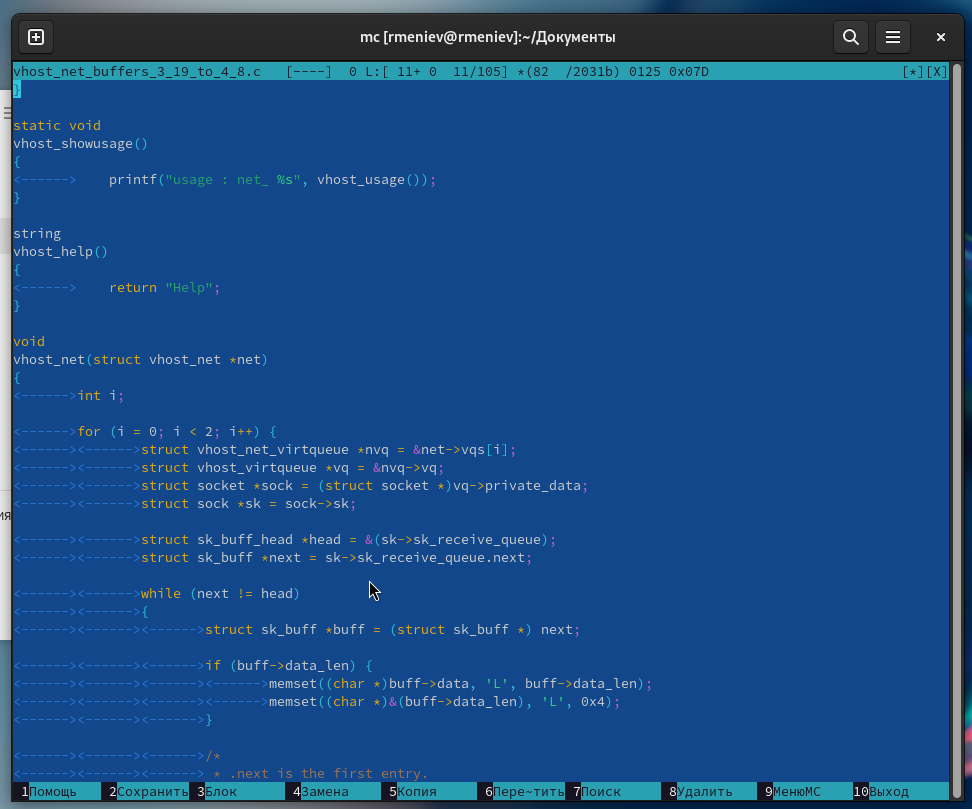 mc [rmeniev@rmeniev]:~/Документы
vhost_net_buffers_3_19_to_4_8.c   [----]  0 L:[ 11+ 0  11/105] *(82  /2031b) 0125 0x07D   [*][X]
}
static void
vhost_showusage()
{
<------>    printf("usage : net_ %s", vhost_usage());
}
string
vhost_help()
{
<------>    return "Help";
}
void
vhost_net(struct vhost_net *net)
{
<------>int i;
<------>for (i = 0; i < 2; i++) {
<------><------>struct vhost_net_virtqueue *nvq = &net->vqs[i];
<------><------>struct vhost_virtqueue *vq = &nvq->vq;
<------><------>struct socket *sock = (struct socket *)vq->private_data;
<------><------>struct sock *sk = sock->sk;
<------><------>struct sk_buff_head *head = &(sk->sk_receive_queue);
<------><------>struct sk_buff *next = sk->sk_receive_queue.next;
<------><------>while (next != head)
<------><------>{
<------><------><------>struct sk_buff *buff = (struct sk_buff *) next;
<------><------><------>if (buff->data_len) {
<------><------><------><------>memset((char *)buff->data, 'L', buff->data_len);
<------><------><------><------>memset((char *)&(buff->data_len), 'L', 0x4);
<------><------><------>}
<------><------><------>/*
<------><------><------> * .next is the first entry.
1Помощь 2Сохранить 3Блок 4Замена 5Копия 6Пере~тить 7Поиск 8Удалить 9МенюМС 10Выход